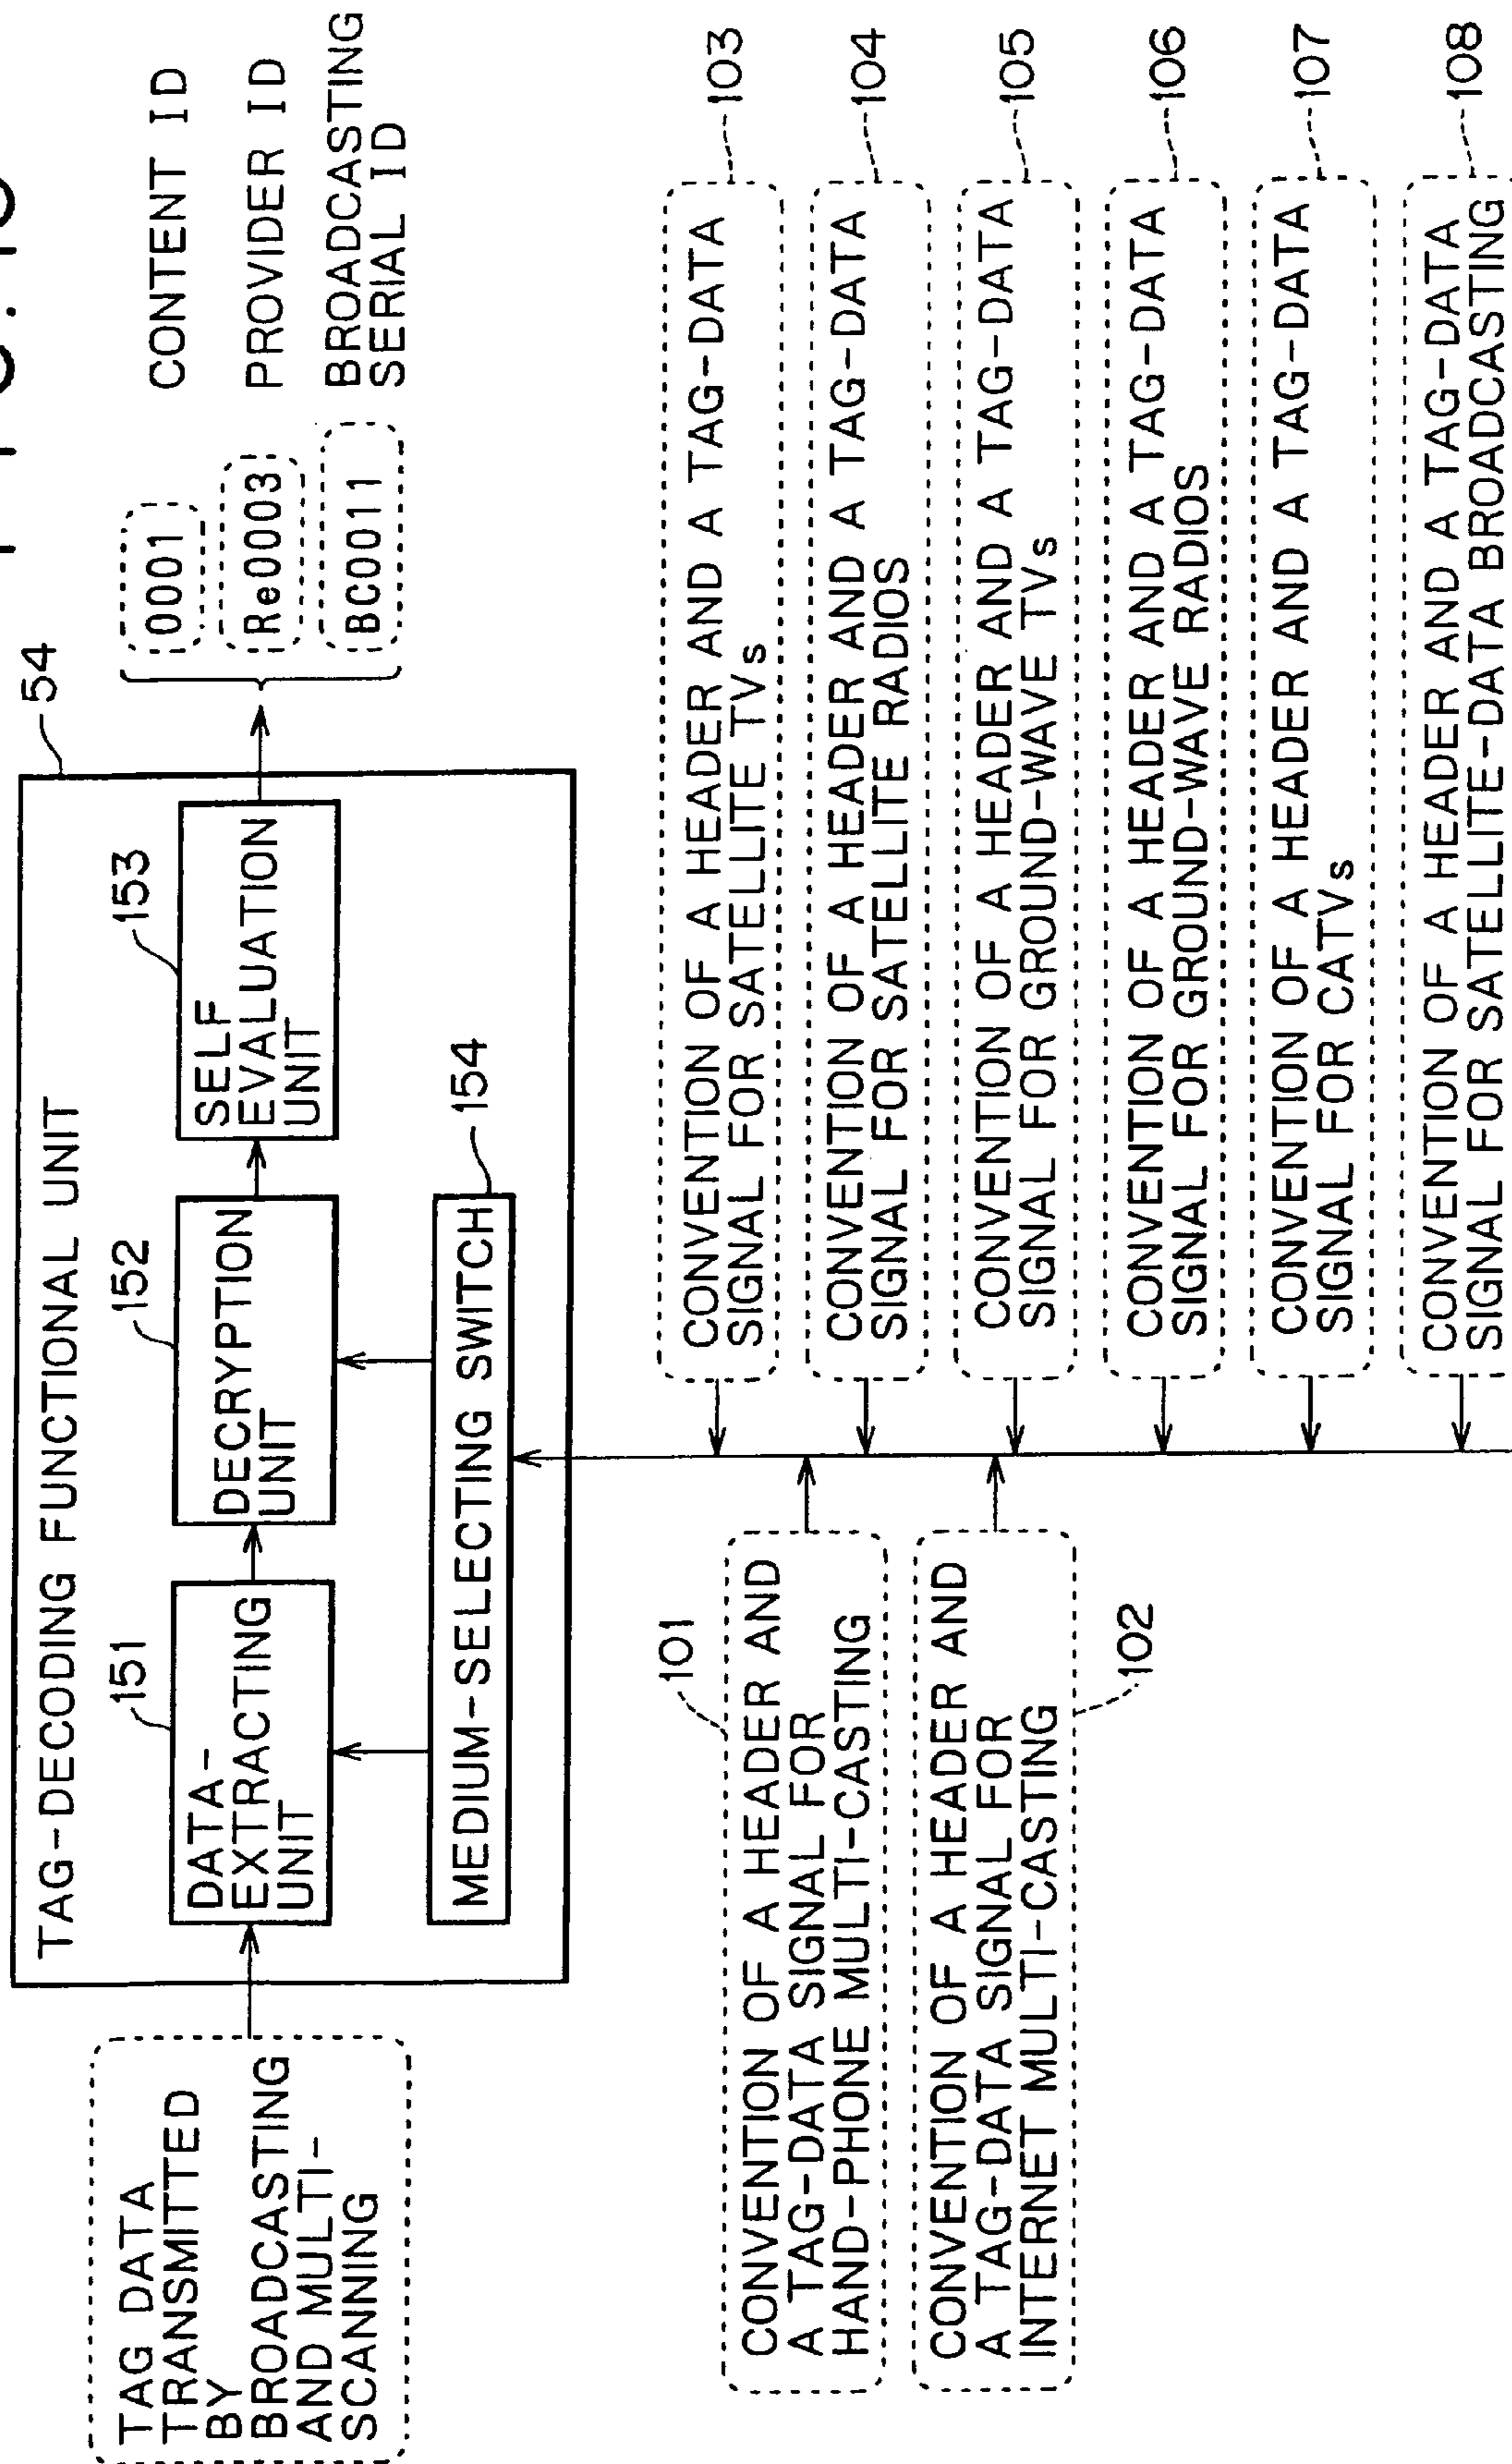 54
TAG-DECODING FUNCTIONAL UNIT
TAG DATA
TRANSMITTED
BY
BROADCASTING
AND MULTI-
SCANNING
151
DATA-
EXTRACTING
UNIT
152
DECRYPTION
UNIT
153
SELF
EVALUATION
UNIT
MEDIUM-SELECTING SWITCH
154
0001
CONTENT ID
Re0003
PROVIDER ID
BC0011
BROADCASTING
SERIAL ID
101
CONVENTION OF A HEADER AND
A TAG-DATA SIGNAL FOR
HAND-PHONE MULTI-CASTING
CONVENTION OF A HEADER AND
A TAG-DATA SIGNAL FOR
INTERNET MULTI-CASTING
102
CONVENTION OF A HEADER AND A TAG-DATA
SIGNAL FOR SATELLITE TVs
103
CONVENTION OF A HEADER AND A TAG-DATA
SIGNAL FOR SATELLITE RADIOS
104
CONVENTION OF A HEADER AND A TAG-DATA
SIGNAL FOR GROUND-WAVE TVs
105
CONVENTION OF A HEADER AND A TAG-DATA
SIGNAL FOR GROUND-WAVE RADIOS
106
CONVENTION OF A HEADER AND A TAG-DATA
SIGNAL FOR CATVs
107
CONVENTION OF A HEADER AND A TAG-DATA
SIGNAL FOR SATELLITE-DATA BROADCASTING
108